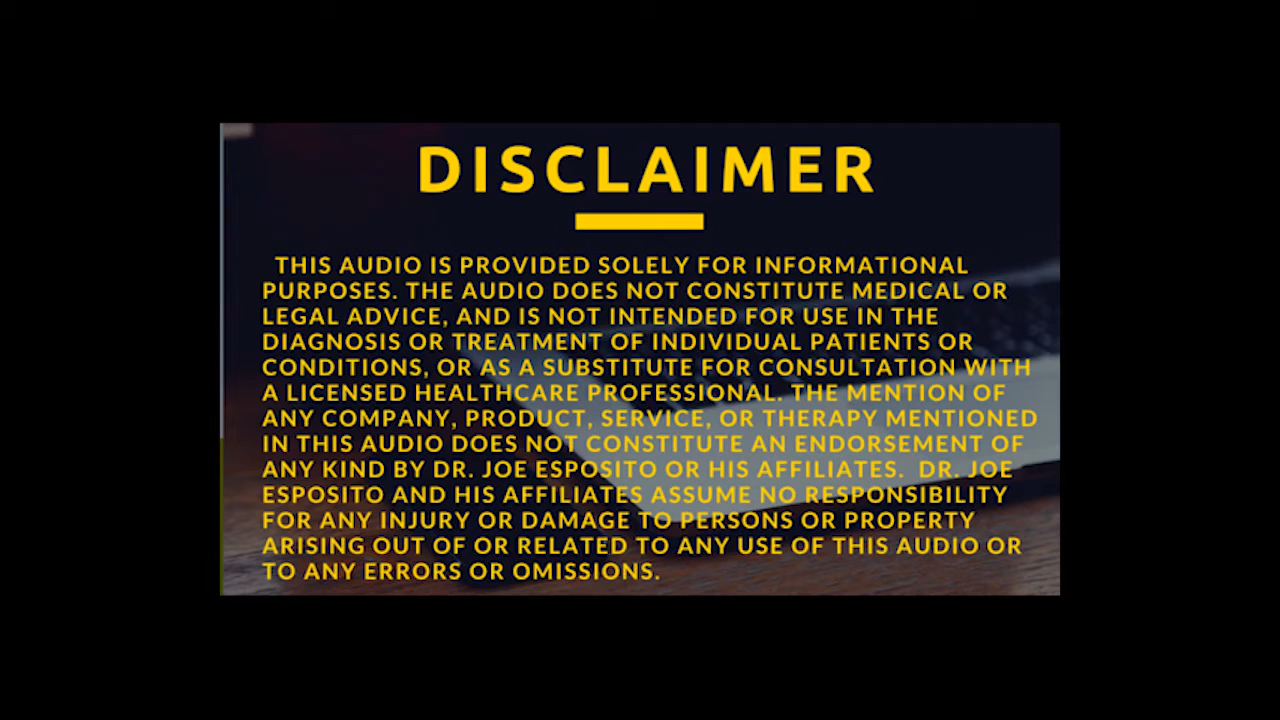 DISCLAIMER
THIS AUDIO IS PROVIDED SOLELY FOR INFORMATIONAL
PURPOSES. THE AUDIO DOES NOT CONSTITUTE MEDICAL OR
LEGAL ADVICE, AND IS NOT INTENDED FOR USE IN THE
DIAGNOSIS OR TREATMENT OF INDIVIDUAL PATIENTS OR
CONDITIONS, OR AS A SUBSTITUTE FOR CONSULTATION WITH
A LICENSED HEALTHCARE PROFESSIONAL. THE MENTION OF
ANY COMPANY, PRODUCT, SERVICE, OR THERAPY MENTIONED
IN THIS AUDIO DOES NOT CONSTITUTE AN ENDORSEMENT OF
ANY KIND BY DR. JOE ESPOSITO OR HIS AFFILIATES. DR. JOE
ESPOSITO AND HIS AFFILIATES ASSUME NO RESPONSIBILITY
FOR ANY INJURY OR DAMAGE TO PERSONS OR PROPERTY
ARISING OUT OF OR RELATED TO ANY USE OF THIS AUDIO OR
TO ANY ERRORS OR OMISSIONS.